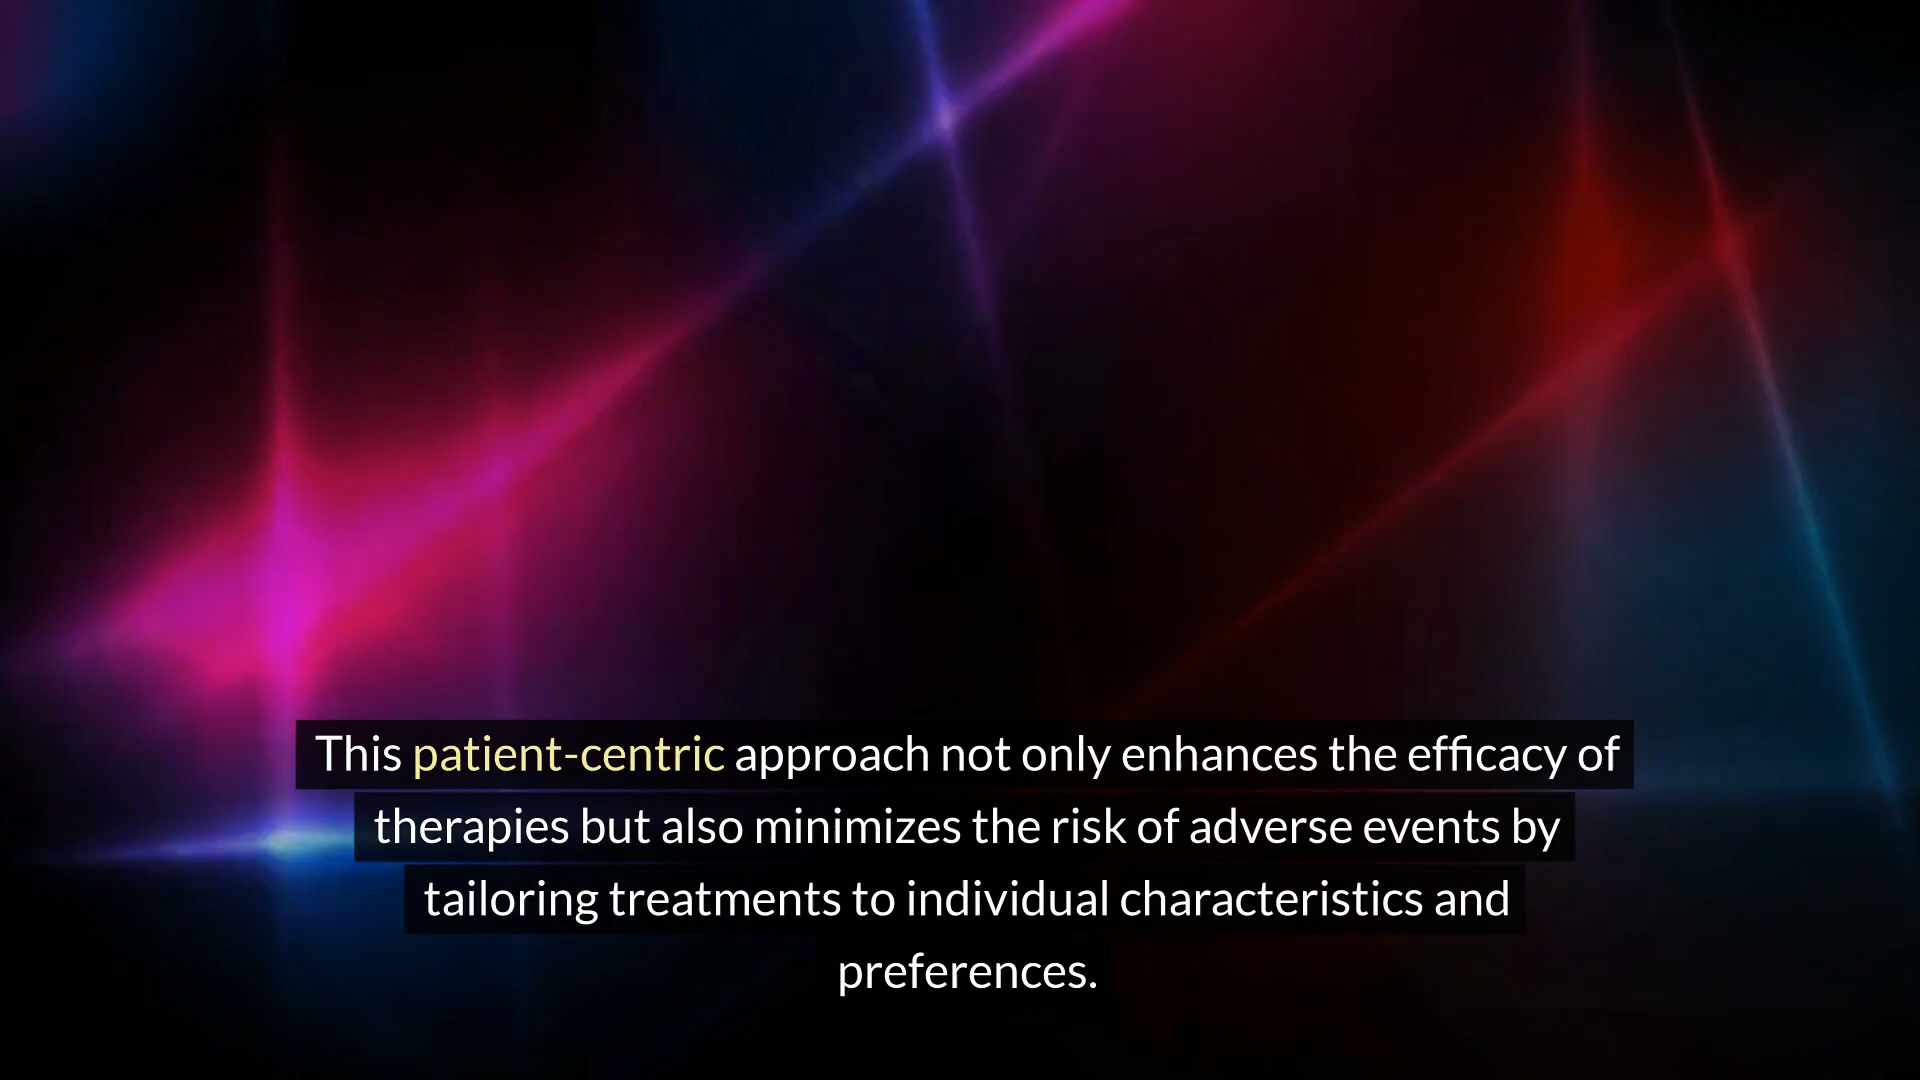 This patient-centric approach not only enhances the efficacy of
therapies but also minimizes the risk of adverse events by
tailoring treatments to individual characteristics and
preferences.